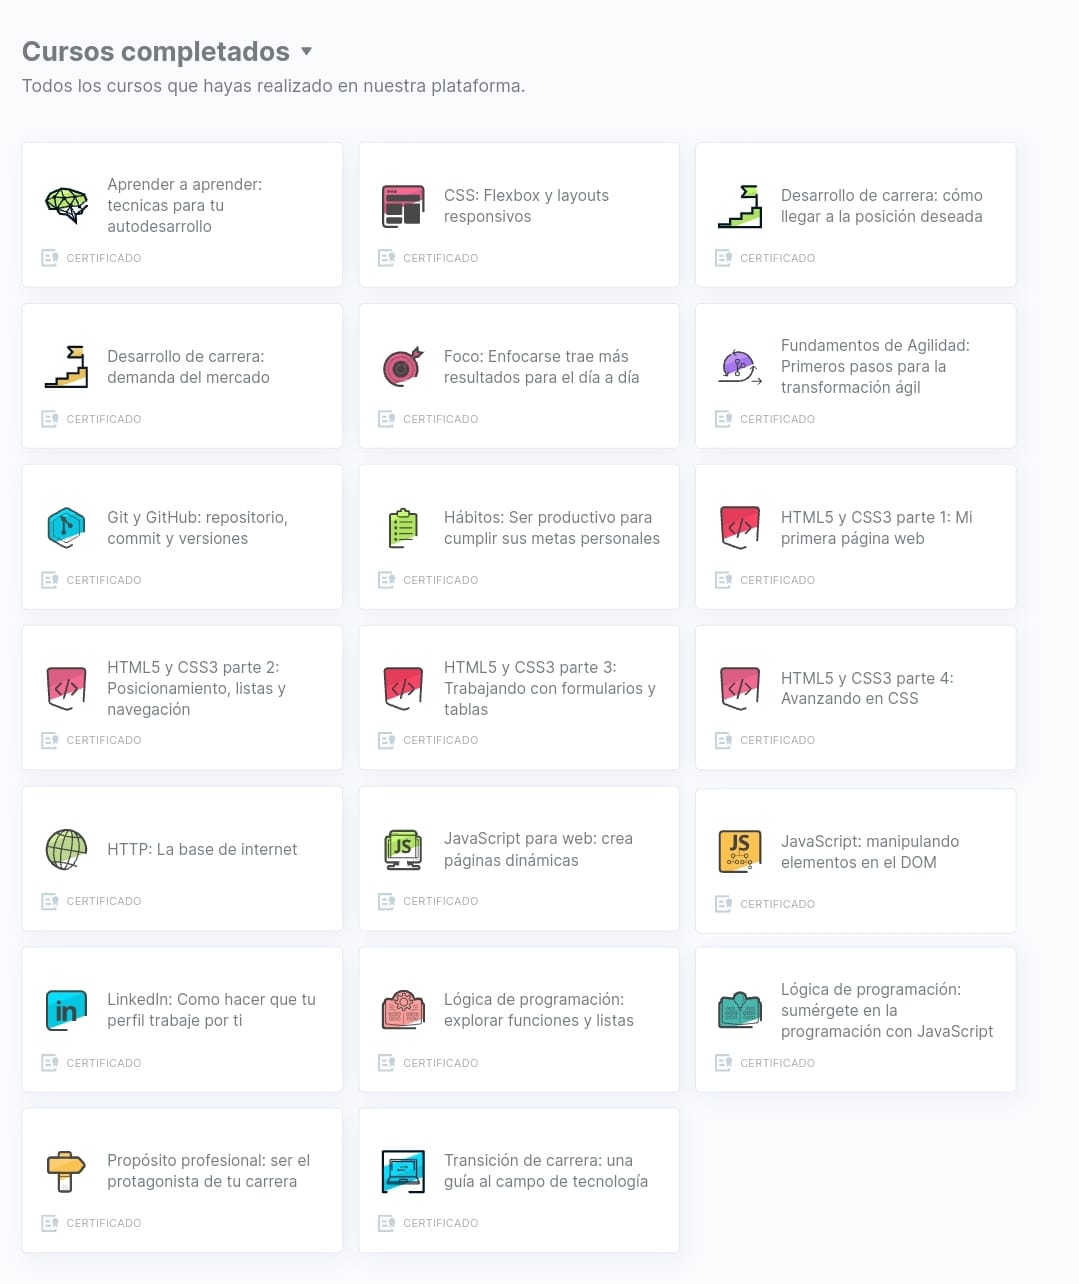 Cursos completados
Todos los cursos que hayas realizado en nuestra plataforma.
Aprender a aprender:
tecnicas para tu
autodesarrollo
CERTIFICADO
CSS: Flexbox y layouts
responsivos
CERTIFICADO
Desarrollo de carrera: cómo
llegar a la posición deseada
CERTIFICADO
Desarrollo de carrera:
demanda del mercado
CERTIFICADO
Foco: Enfocarse trae más
resultados para el día a día
CERTIFICADO
Fundamentos de Agilidad:
Primeros pasos para la
transformación ágil
CERTIFICADO
Git y GitHub: repositorio,
commit y versiones
CERTIFICADO
Hábitos: Ser productivo para
cumplir sus metas personales
CERTIFICADO
HTML5 y CSS3 parte 1: Mi
primera página web
CERTIFICADO
HTML5 y CSS3 parte 2:
Posicionamiento, listas y
navegación
CERTIFICADO
HTML5 y CSS3 parte 3:
Trabajando con formularios y
tablas
CERTIFICADO
HTML5 y CSS3 parte 4:
Avanzando en CSS
CERTIFICADO
HTTP: La base de internet
CERTIFICADO
JS
JavaScript para web: crea
páginas dinámicas
CERTIFICADO
JS
JavaScript: manipulando
elementos en el DOM
CERTIFICADO
in
LinkedIn: Como hacer que tu
perfil trabaje por ti
CERTIFICADO
Lógica de programación:
explorar funciones y listas
CERTIFICADO
Lógica de programación:
sumérgete en la
programación con JavaScript
CERTIFICADO
Propósito profesional: ser el
protagonista de tu carrera
CERTIFICADO
Transición de carrera: una
guía al campo de tecnología
CERTIFICADO